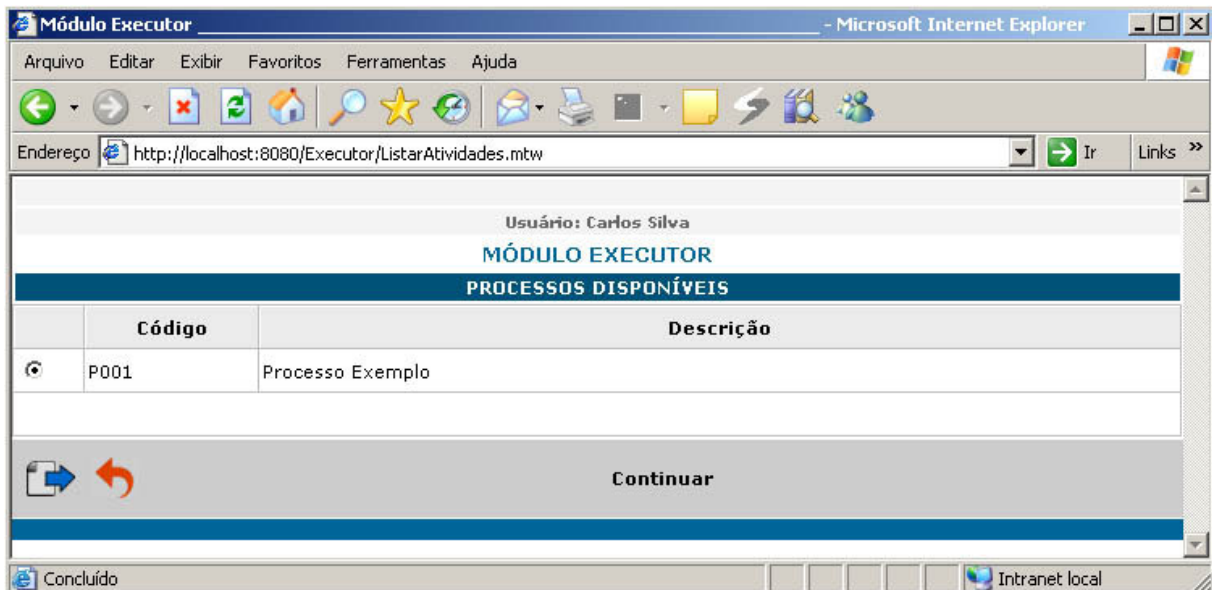 Módulo Executor ___ - Microsoft Internet Explorer
Arquivo Editar Exibir Favoritos Ferramentas Ajuda
Endereço http://localhost:8080/Executor/ListarAtividades.mtw Ir Links »
Usuário: Carlos Silva
MÓDULO EXECUTOR
PROCESSOS DISPONÍVEIS
Código Descrição
P001 Processo Exemplo
Continuar
Concluído Intranet local